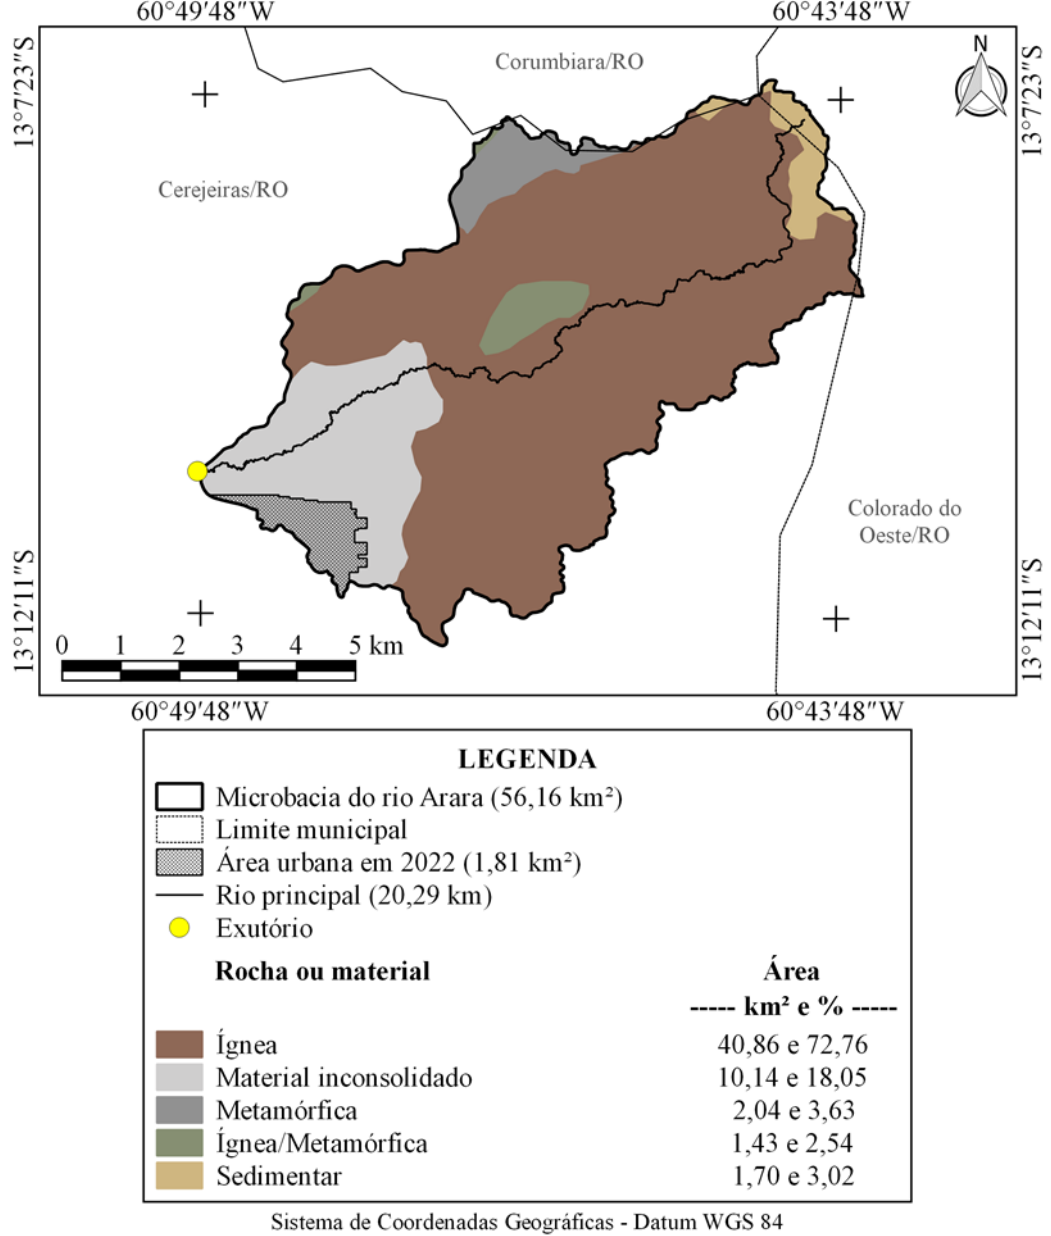 60°49'48"W 60°43'48"W
13°7'23"S
13°7'23"S
Corumbiara/RO
N
Cerejeiras/RO
Colorado do
Oeste/RO
13°12'11"S
13°12'11"S
0 1 2 3 4 5 km
60°49'48"W 60°43'48"W
LEGENDA
Microbacia do rio Arara (56,16 km²)
Limite municipal
Área urbana em 2022 (1,81 km²)
Rio principal (20,29 km)
Exutório
Rocha ou material Área
----- km² e % -----
Ígnea 40,86 e 72,76
Material inconsolidado 10,14 e 18,05
Metamórfica 2,04 e 3,63
Ígnea/Metamórfica 1,43 e 2,54
Sedimentar 1,70 e 3,02
Sistema de Coordenadas Geográficas - Datum WGS 84